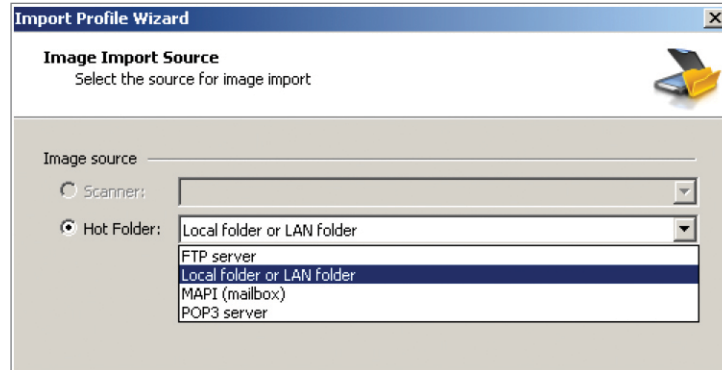 Import Profile Wizard
Image Import Source
Select the source for image import
Image source
Scanner:
Hot Folder: Local folder or LAN folder
FTP server
Local folder or LAN folder
MAPI (mailbox)
POP3 server